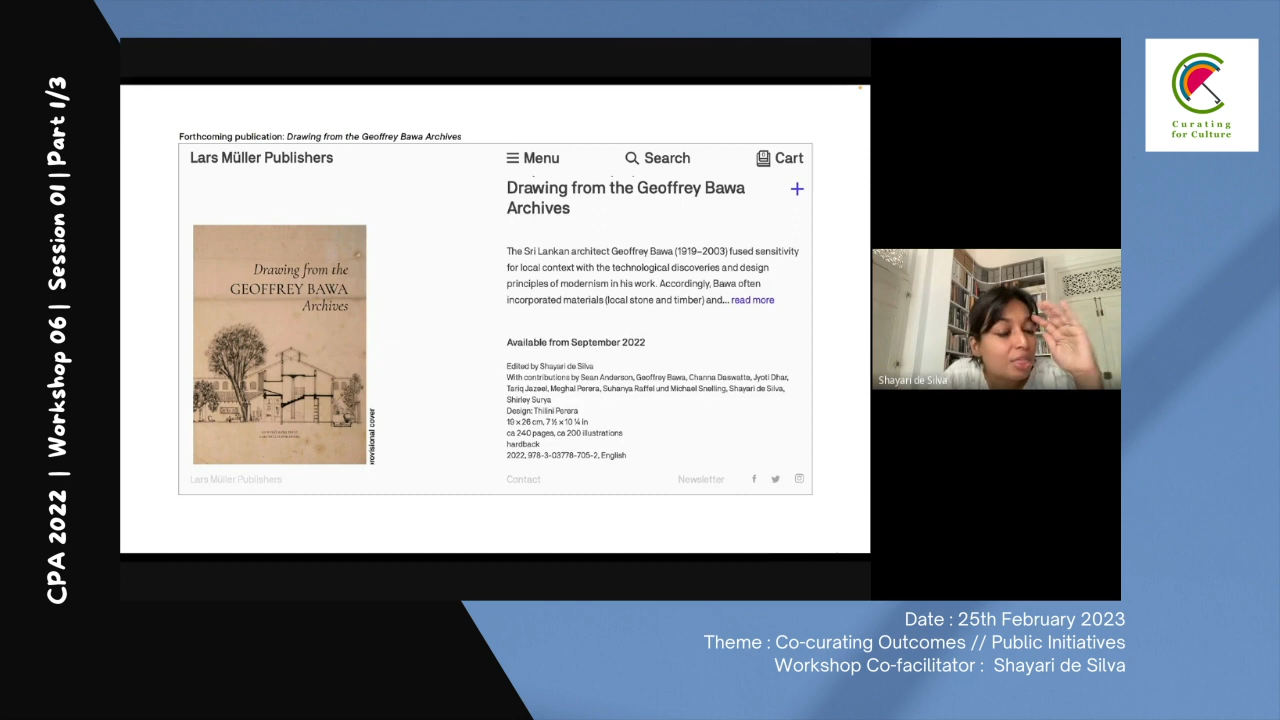 CPA 2022 | Workshop 06 | Session 01 | Part 1/3
Forthcoming publication: Drawing from the Geoffrey Bawa Archives
Lars Müller Publishers
Menu
Search
Cart
Drawing from the Geoffrey Bawa
Archives
+
The Sri Lankan architect Geoffrey Bawa (1919–2003) fused sensitivity
for local context with the technological discoveries and design
principles of modernism in his work. Accordingly, Bawa often
incorporated materials (local stone and timber) and... read more
Available from September 2022
Edited by Shayari de Silva
With contributions by Sean Anderson, Geoffrey Bawa, Channa Daswatte, Jyoti Dhar,
Tariq Jazeel, Meghal Perera, Suhanya Raffel und Michael Snelling, Shayari de Silva,
Shirley Surya
Design: Thilini Perera
19 x 26 cm, 7 ½ x 10 ¼ in
ca 240 pages, ca 200 illustrations
hardback
2022, 978-3-03778-705-2, English
Drawing from the
GEOFFREY BAWA
Archives
rovisional cover
Lars Müller Publishers
Contact
Newsletter
Shayari de Silva
Curating
for Culture
Date : 25th February 2023
Theme : Co-curating Outcomes // Public Initiatives
Workshop Co-facilitator : Shayari de Silva